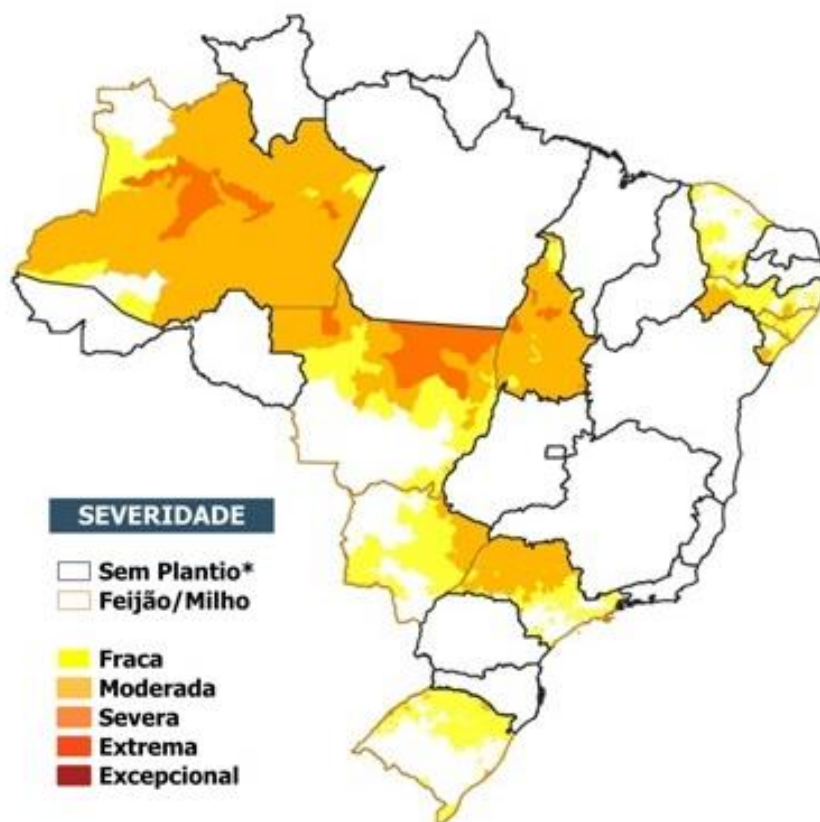 SEVERIDADE
Sem Plantio*
Feijão/Milho
Fraca
Moderada
Severa
Extrema
Excepcional